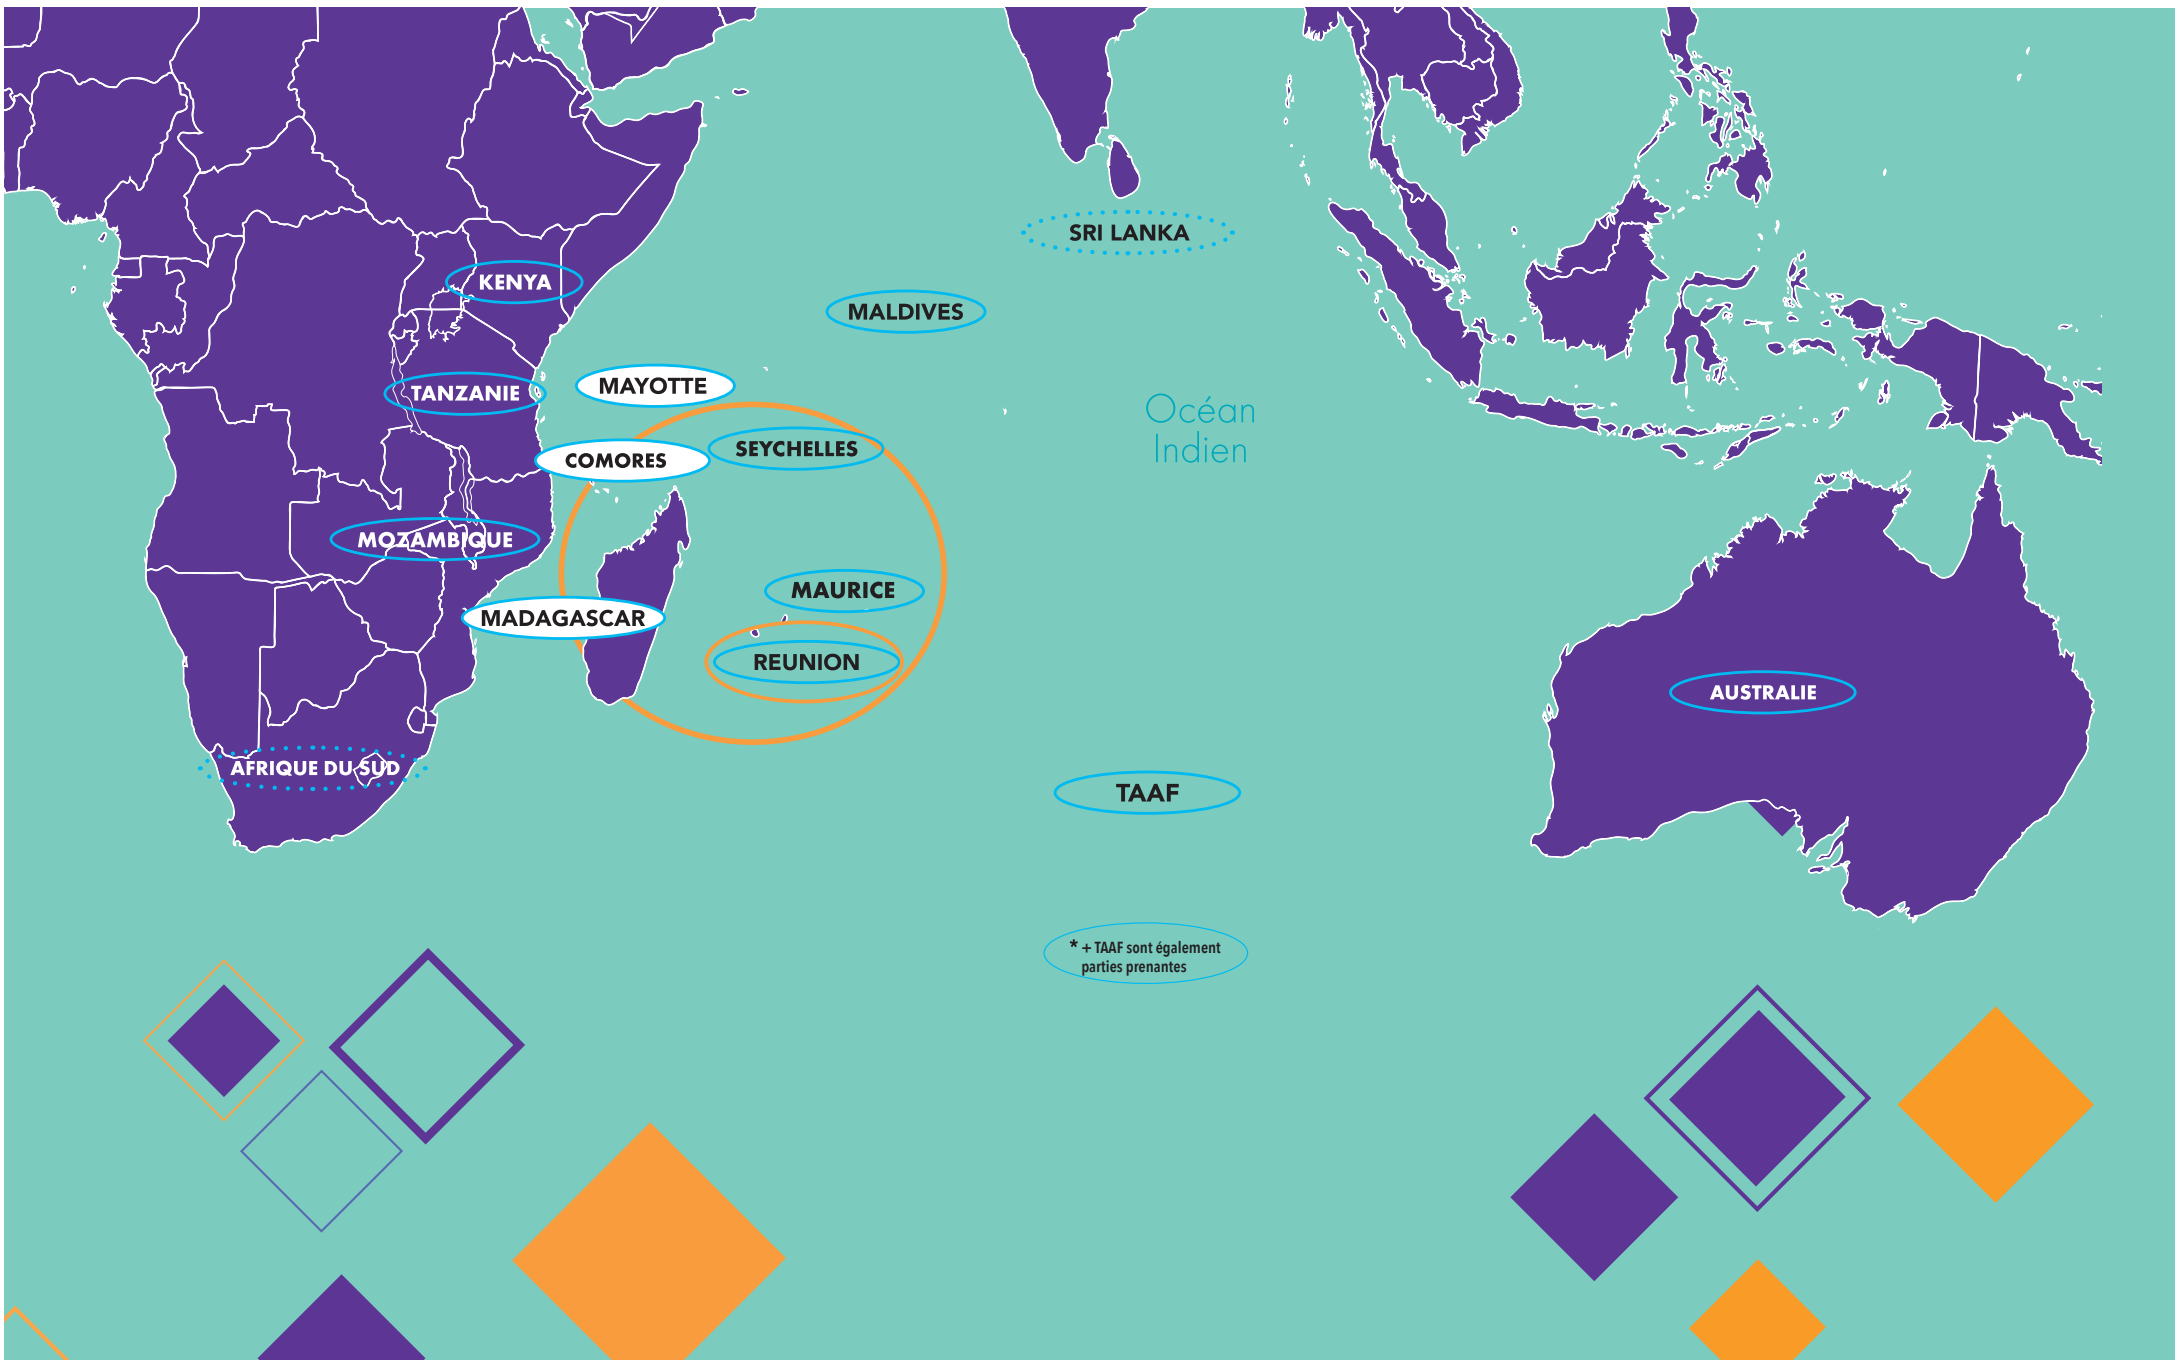 SRI LANKA
KENYA
MALDIVES
MAYOTTE
TANZANIE
Océan
Indien
SEYCHELLES
COMORES
MOZAMBIQUE
MAURICE
MADAGASCAR
REUNION
AUSTRALIE
AFRIQUE DU SUD
TAAF
* + TAAF sont également
parties prenantes